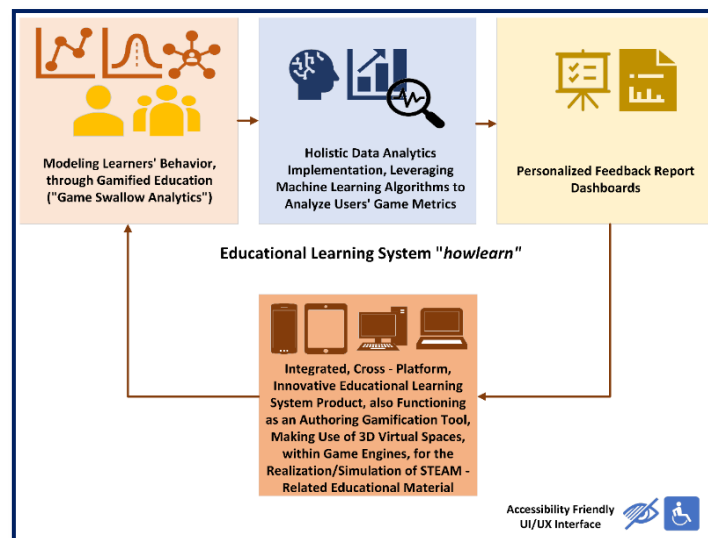 Modeling Learners' Behavior,
through Gamified Education
("Game Swallow Analytics")
Holistic Data Analytics
Implementation, Leveraging
Machine Learning Algorithms to
Analyze Users' Game Metrics
Personalized Feedback Report
Dashboards
Educational Learning System "howlearn"
Integrated, Cross - Platform,
Innovative Educational Learning
System Product, also Functioning
as an Authoring Gamification Tool,
Making Use of 3D Virtual Spaces,
within Game Engines, for the
Realization/Simulation of STEAM -
Related Educational Material
Accessibility Friendly
UI/UX Interface